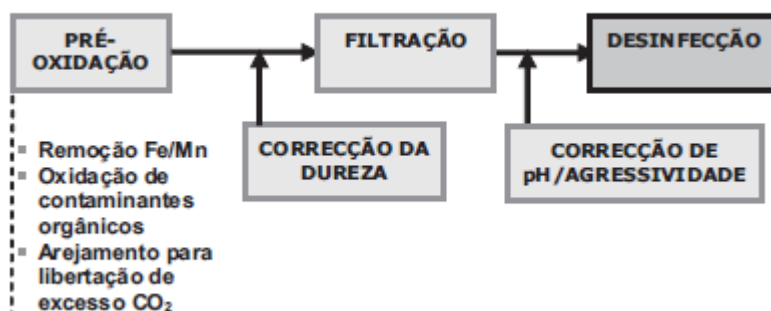 PRÉ-
OXIDAÇÃO
FILTRAÇÃO
DESINFECÇÃO
CORRECÇÃO DA
DUREZA
CORRECÇÃO DE
pH/AGRESSIVIDADE
▪ Remoção Fe/Mn
▪ Oxidação de
contaminantes
orgânicos
▪ Arejamento para
libertação de
excesso CO₂